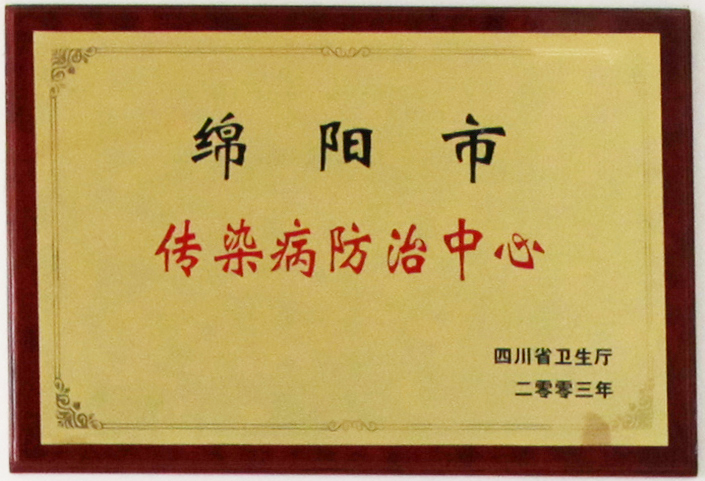 绵阳市
传染病防治中心
四川省卫生厅
二零零三年